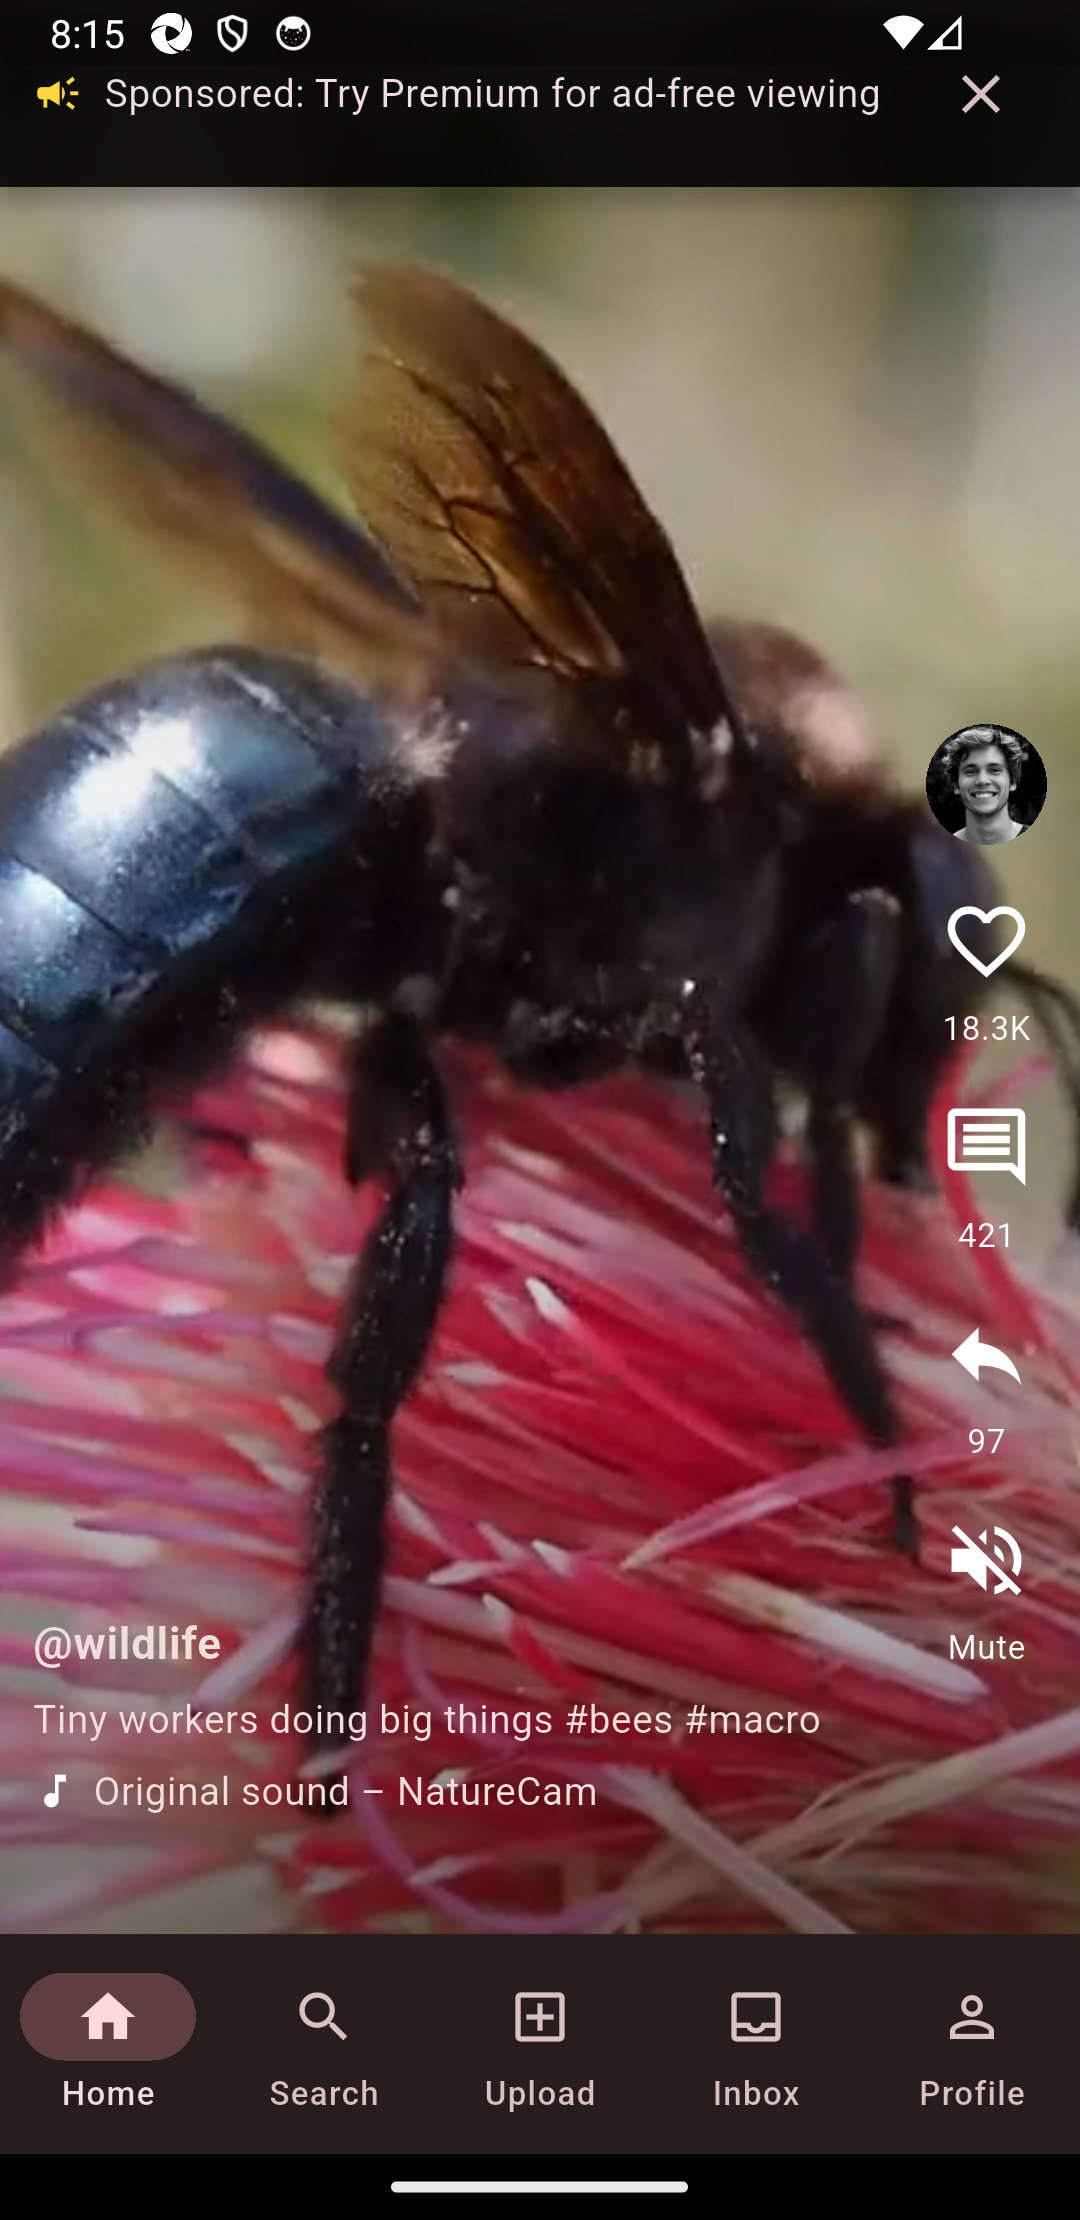 8:15
Sponsored: Try Premium for ad-free viewing
18.3K
421
97
Mute
@wildlife
Tiny workers doing big things #bees #macro
Original sound – NatureCam
Home
Search
Upload
Inbox
Profile